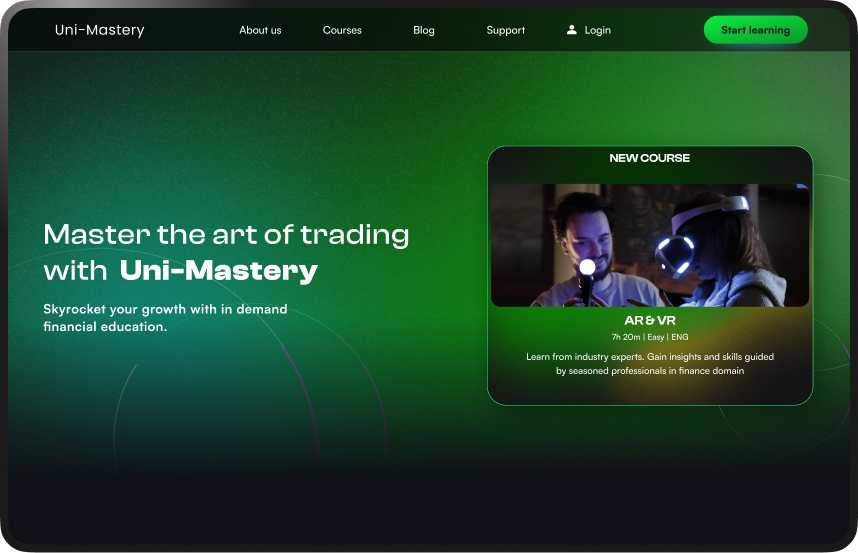 Uni-Mastery
About us
Courses
Blog
Support
Login
Start learning
Master the art of trading
with Uni-Mastery
Skyrocket your growth with in demand
financial education.
NEW COURSE
AR & VR
7h 20m | Easy | ENG
Learn from industry experts. Gain insights and skills guided
by seasoned professionals in finance domain